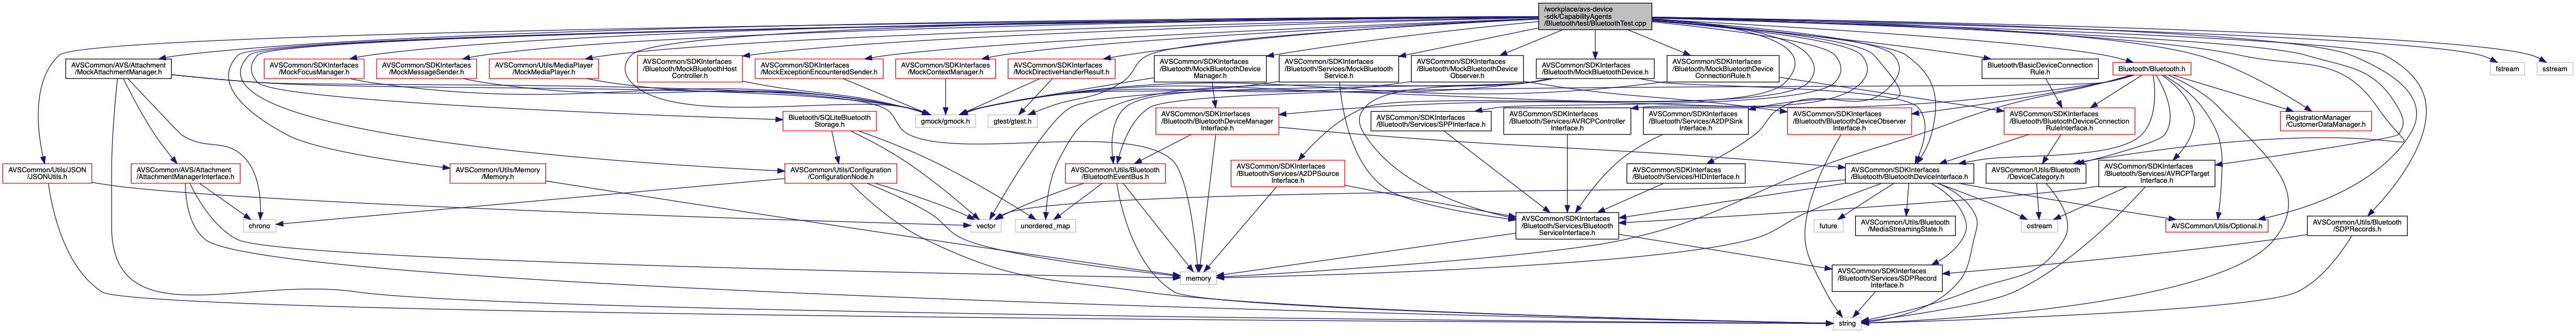 /workplace/avs-device
-sdk/CapabilityAgents
/Bluetooth/test/BluetoothTest.cpp
AVSCommon/AVS/Attachment
/MockAttachmentManager.h
AVSCommon/SDKInterfaces
/MockFocusManager.h
AVSCommon/SDKInterfaces
/MockMessageSender.h
AVSCommon/Utils/MediaPlayer
/MockMediaPlayer.h
AVSCommon/SDKInterfaces
/Bluetooth/MockBluetoothHost
Controller.h
AVSCommon/SDKInterfaces
/MockExceptionEncounteredSender.h
AVSCommon/SDKInterfaces
/MockContextManager.h
AVSCommon/SDKInterfaces
/MockDirectiveHandlerResult.h
AVSCommon/SDKInterfaces
/Bluetooth/MockBluetoothDevice
Manager.h
AVSCommon/SDKInterfaces
/Bluetooth/Services/MockBluetooth
Service.h
AVSCommon/SDKInterfaces
/Bluetooth/MockBluetoothDevice
Observer.h
AVSCommon/SDKInterfaces
/Bluetooth/MockBluetoothDevice.h
AVSCommon/SDKInterfaces
/Bluetooth/MockBluetoothDevice
ConnectionRule.h
Bluetooth/BasicDeviceConnection
Rule.h
Bluetooth/Bluetooth.h
fstream
sstream
gmock/gmock.h
gtest/gtest.h
Bluetooth/SQLiteBluetooth
Storage.h
AVSCommon/SDKInterfaces
/Bluetooth/BluetoothDeviceManager
Interface.h
AVSCommon/SDKInterfaces
/Bluetooth/Services/SPPInterface.h
AVSCommon/SDKInterfaces
/Bluetooth/Services/AVRCPController
Interface.h
AVSCommon/SDKInterfaces
/Bluetooth/Services/A2DPSink
Interface.h
AVSCommon/SDKInterfaces
/Bluetooth/BluetoothDeviceObserver
Interface.h
AVSCommon/SDKInterfaces
/Bluetooth/BluetoothDeviceConnection
RuleInterface.h
RegistrationManager
/CustomerDataManager.h
AVSCommon/Utils/JSON
/JSONUtils.h
AVSCommon/AVS/Attachment
/AttachmentManagerInterface.h
AVSCommon/Utils/Memory
/Memory.h
AVSCommon/Utils/Configuration
/ConfigurationNode.h
AVSCommon/Utils/Bluetooth
/BluetoothEventBus.h
AVSCommon/SDKInterfaces
/Bluetooth/Services/A2DPSource
Interface.h
AVSCommon/SDKInterfaces
/Bluetooth/Services/HIDInterface.h
AVSCommon/SDKInterfaces
/Bluetooth/BluetoothDeviceInterface.h
AVSCommon/Utils/Bluetooth
/DeviceCategory.h
AVSCommon/SDKInterfaces
/Bluetooth/Services/AVRCPTarget
Interface.h
chrono
vector
unordered_map
AVSCommon/SDKInterfaces
/Bluetooth/Services/Bluetooth
ServiceInterface.h
future
AVSCommon/Utils/Bluetooth
/MediaStreamingState.h
ostream
AVSCommon/Utils/Optional.h
AVSCommon/Utils/Bluetooth
/SDPRecords.h
memory
AVSCommon/SDKInterfaces
/Bluetooth/Services/SDPRecord
Interface.h
string